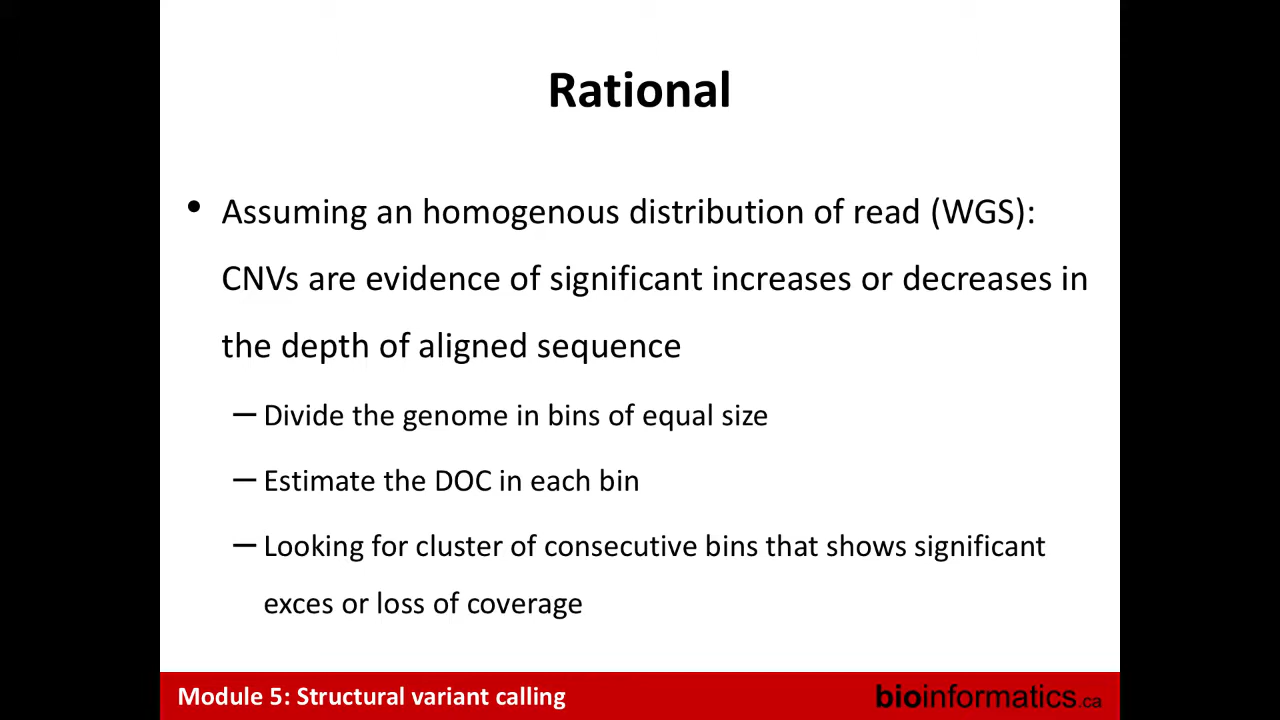 Rational
• Assuming an homogenous distribution of read (WGS):
CNVs are evidence of significant increases or decreases in
the depth of aligned sequence
– Divide the genome in bins of equal size
– Estimate the DOC in each bin
– Looking for cluster of consecutive bins that shows significant
exces or loss of coverage
Module 5: Structural variant calling
bioinformatics.ca